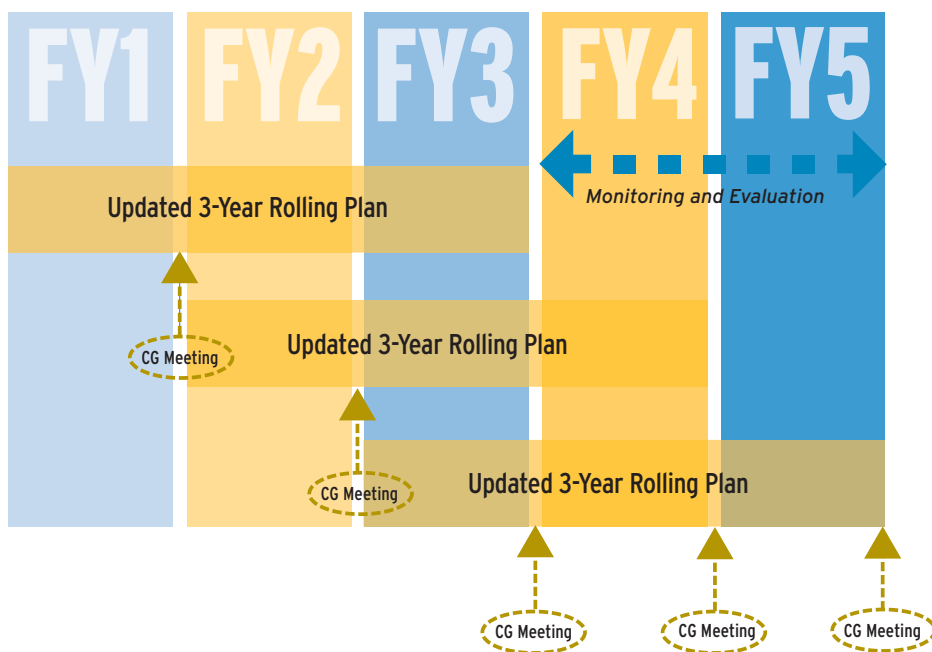 FY1 FY2 FY3 FY4 FY5
Monitoring and Evaluation
Updated 3-Year Rolling Plan
CG Meeting
Updated 3-Year Rolling Plan
CG Meeting
Updated 3-Year Rolling Plan
CG Meeting
CG Meeting
CG Meeting